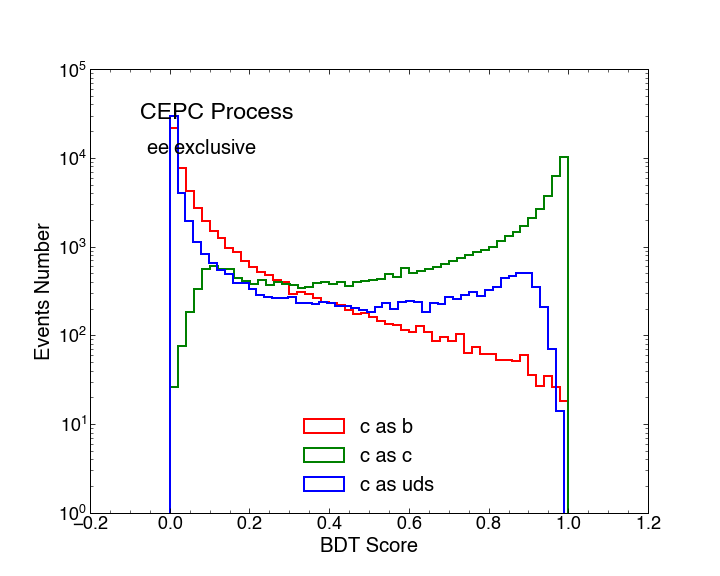 10^5
CEPC Process
ee exclusive
10^4
10^3
10^2
10^1
10^0
Events Number
c as b
c as c
c as uds
−0.2 0.0 0.2 0.4 0.6 0.8 1.0 1.2
BDT Score